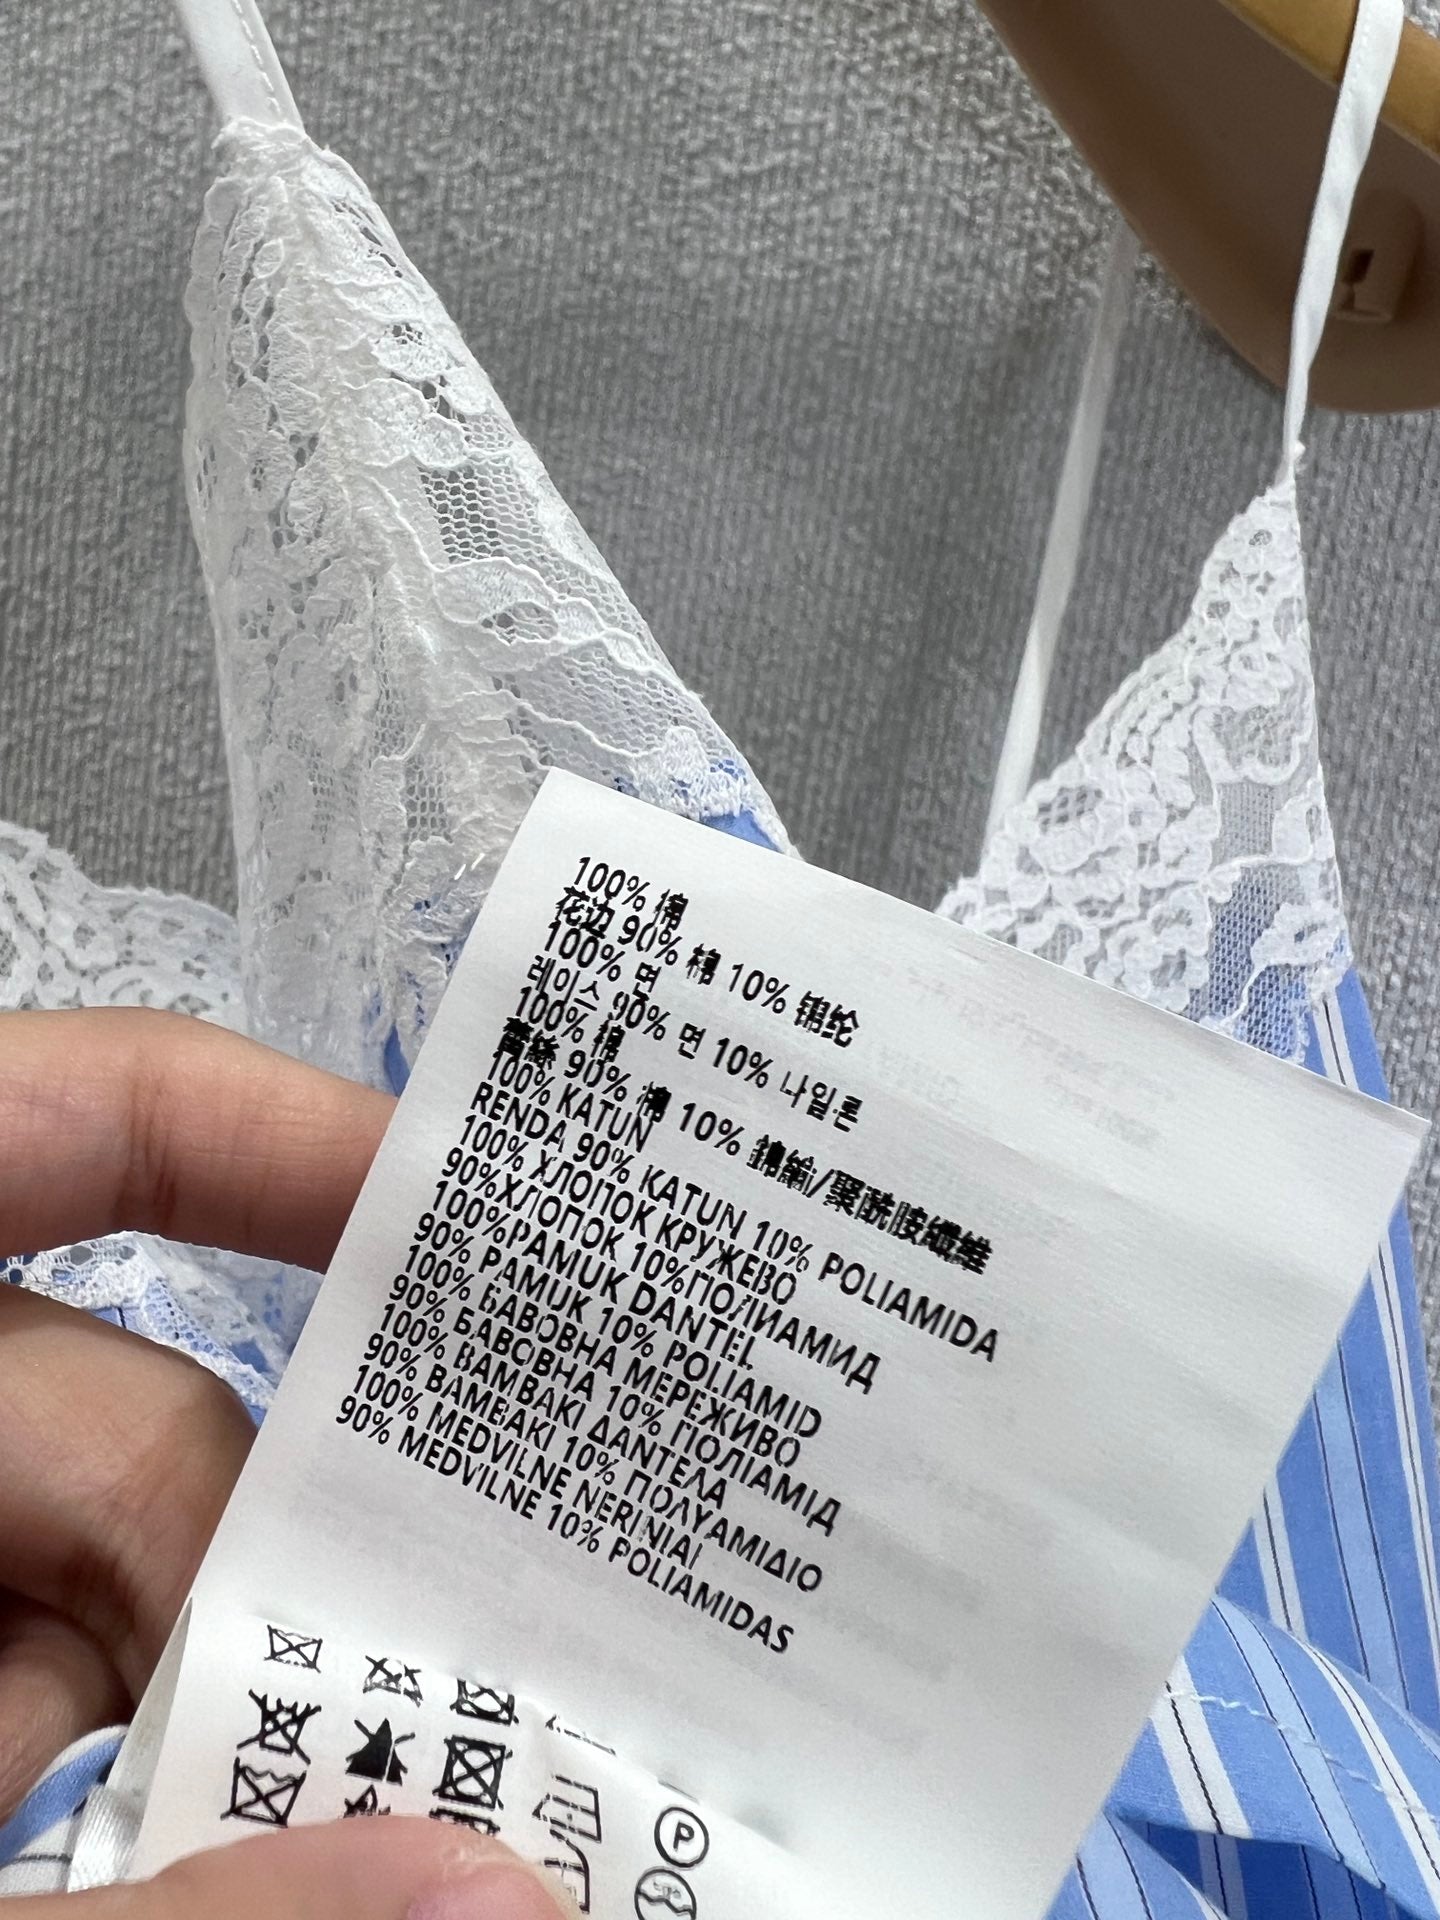 100% 棉
花边 90% 棉 10% 锦纶
100% 면
레이스 90% 면 10% 나일론
100% 棉
蕾絲 90% 棉 10% 錦綸/聚酰胺纖維
100% KATUN
RENDA 90% KATUN 10% POLIAMIDA
100% ХЛОПОК КРУЖЕВО
90%ХЛОПОК 10%ПОЛИАМИД
100%PAMUK DANTEL
90% PAMUK 10% POLIAMID
100% БАВОВНА МЕРЕЖИВО
90% БАВОВНА 10% ПОЛІАМІД
100% ΒΑΜΒΑΚΙ ΔΑΝΤΕΛΑ
90% ΒΑΜΒΑΚΙ 10% ΠΟΛΥΑΜΙΔΙΟ
100% MEDVILNE NERINIAI
90% MEDVILNE 10% POLIAMIDAS
P